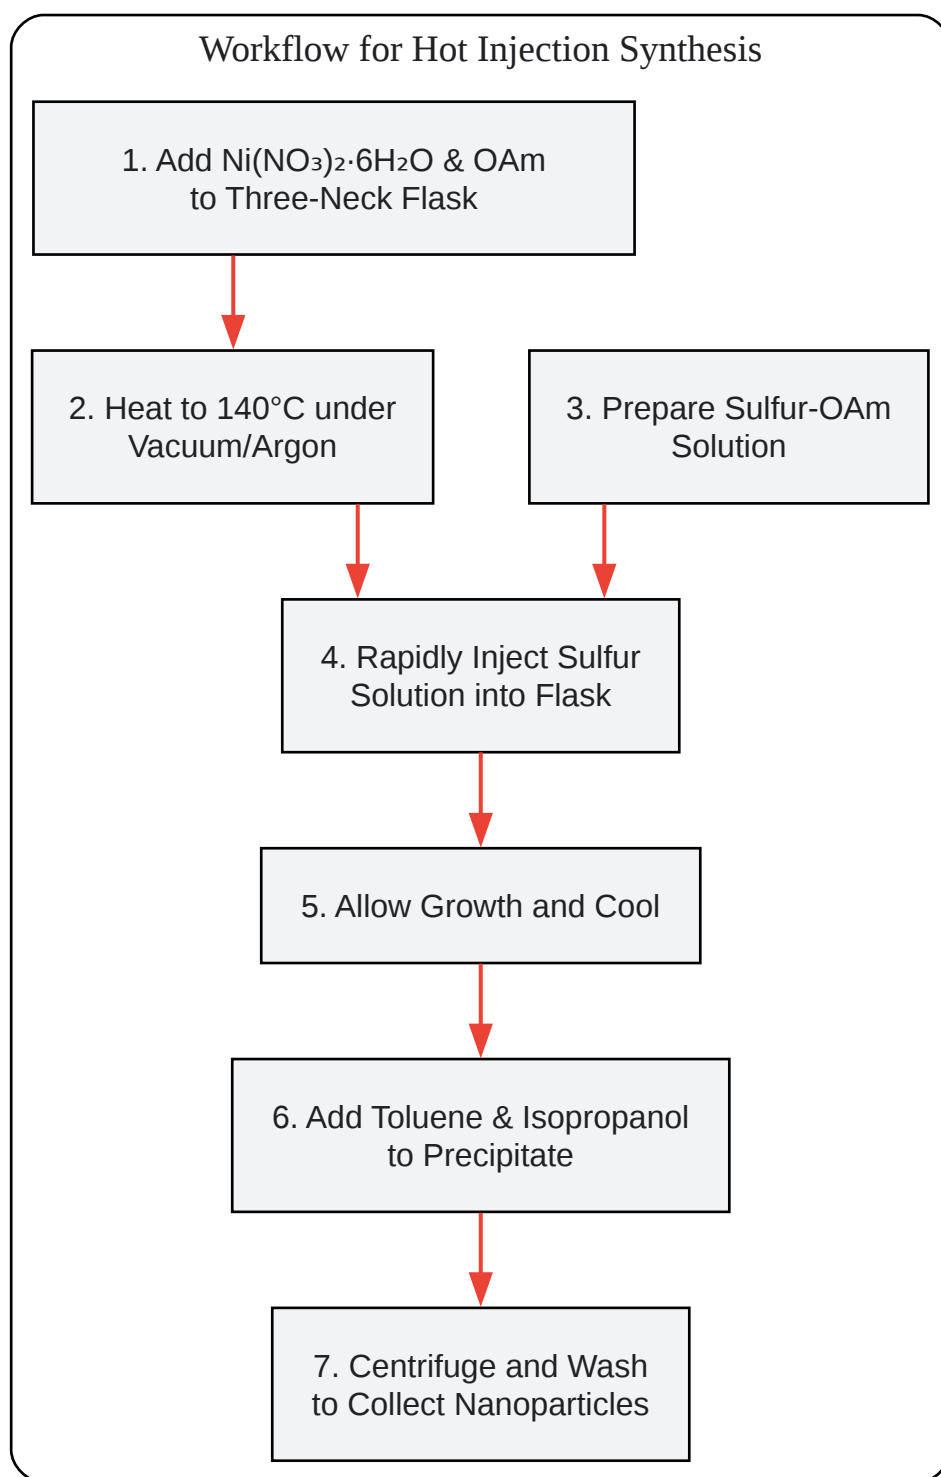 Workflow for Hot Injection Synthesis
1. Add Ni(NO₃)₂·6H₂O & OAm
to Three-Neck Flask
2. Heat to 140°C under
Vacuum/Argon
3. Prepare Sulfur-OAm
Solution
4. Rapidly Inject Sulfur
Solution into Flask
5. Allow Growth and Cool
6. Add Toluene & Isopropanol
to Precipitate
7. Centrifuge and Wash
to Collect Nanoparticles